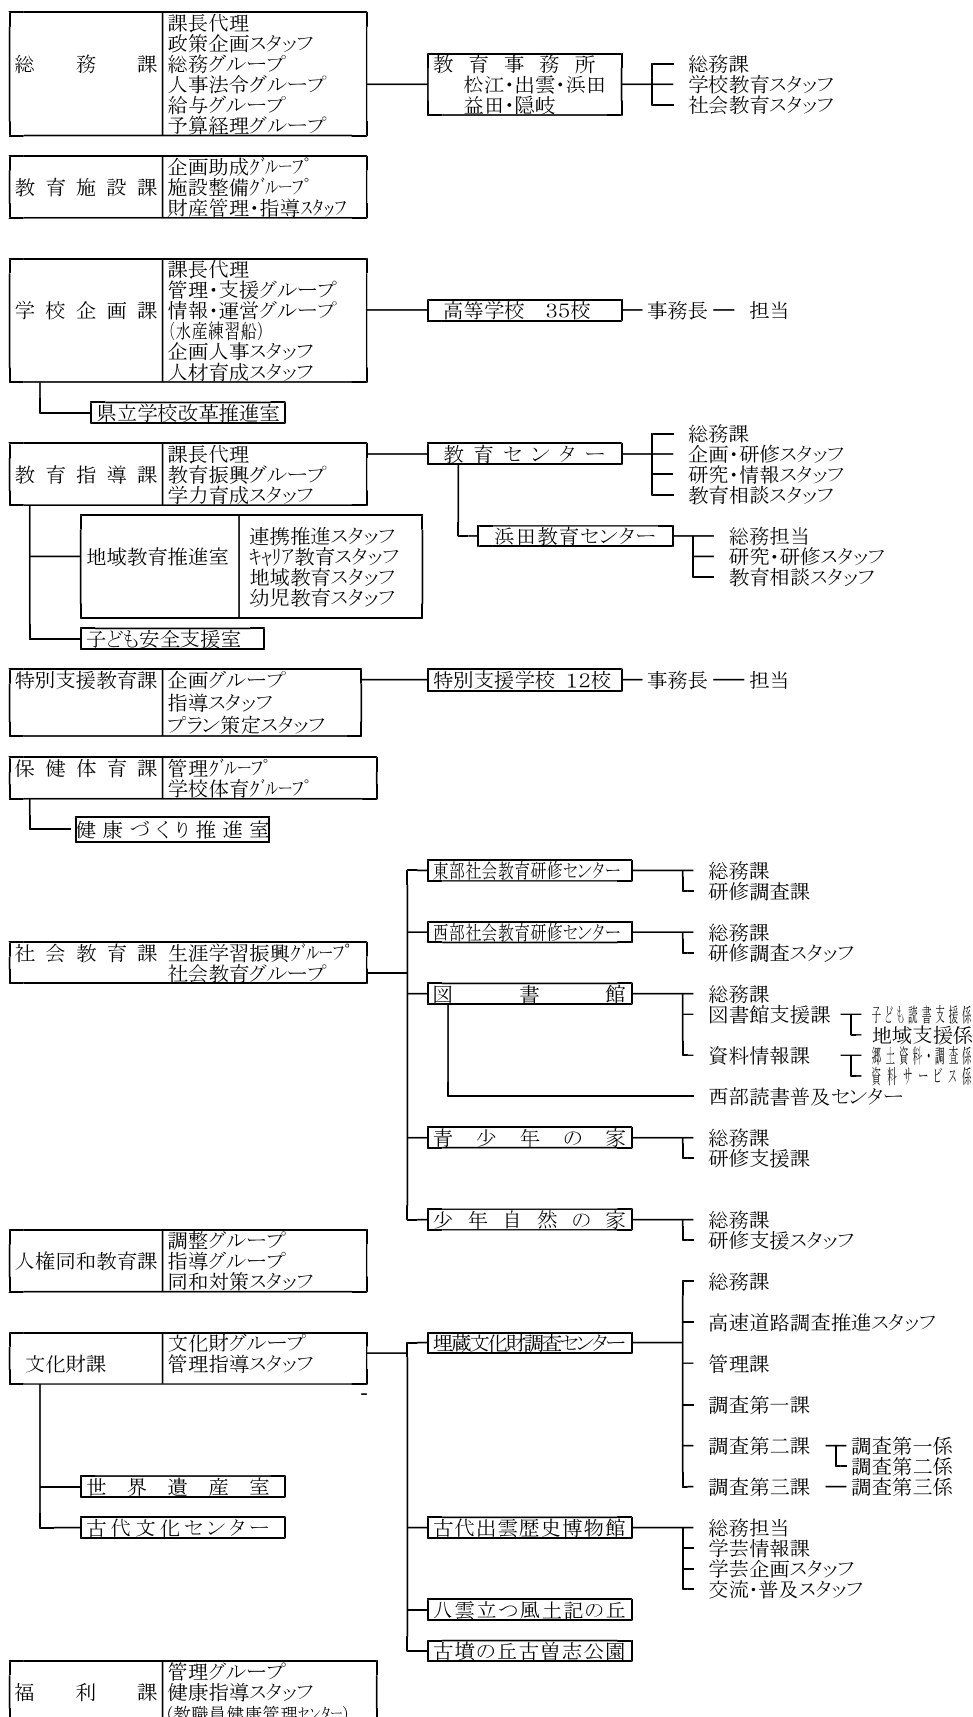 課長代理
政策企画スタッフ
総務課 総務グループ 教育事務所 総務課
人事法令グループ 松江・出雲・浜田 学校教育スタッフ
給与グループ 益田・隠岐 社会教育スタッフ
予算経理グループ
企画助成グループ
教育施設課 施設整備グループ
財産管理・指導スタッフ
課長代理
管理・支援グループ
学校企画課 情報・運営グループ 高等学校 35校 事務長 担当
(水産練習船)
企画人事スタッフ
人材育成スタッフ
県立学校改革推進室
総務課
課長代理 教育センター 企画・研修スタッフ
教育指導課 教育振興グループ 研究・情報スタッフ
学力育成スタッフ 教育相談スタッフ
連携推進スタッフ 浜田教育センター 総務担当
地域教育推進室 キャリア教育スタッフ 研究・研修スタッフ
地域教育スタッフ 教育相談スタッフ
幼児教育スタッフ
子ども安全支援室
特別支援教育課 企画グループ 特別支援学校 12校 事務長 担当
指導スタッフ
プラン策定スタッフ
保健体育課 管理グループ
学校体育グループ
健康づくり推進室
東部社会教育研修センター 総務課
研修調査課
西部社会教育研修センター 総務課
社会教育課 生涯学習振興グループ 研修調査スタッフ
社会教育グループ
図書館 総務課
図書館支援課 子ども読書支援係
地域支援係
資料情報課 郷土資料・調査係
資料サービス係
西部読書普及センター
青少年の家 総務課
研修支援課
少年自然の家 総務課
調整グループ 研修支援スタッフ
人権同和教育課 指導グループ
同和対策スタッフ 総務課
高速道路調査推進スタッフ
文化財グループ 埋蔵文化財調査センター
文化財課 管理指導スタッフ 管理課
調査第一課
調査第二課 調査第一係
調査第二係
世界遺産室 調査第三課 調査第三係
古代文化センター 古代出雲歴史博物館 総務担当
学芸情報課
学芸企画スタッフ
交流・普及スタッフ
八雲立つ風土記の丘
古墳の丘古曽志公園
管理グループ
福利課 健康指導スタッフ
(教職員健康管理センター)